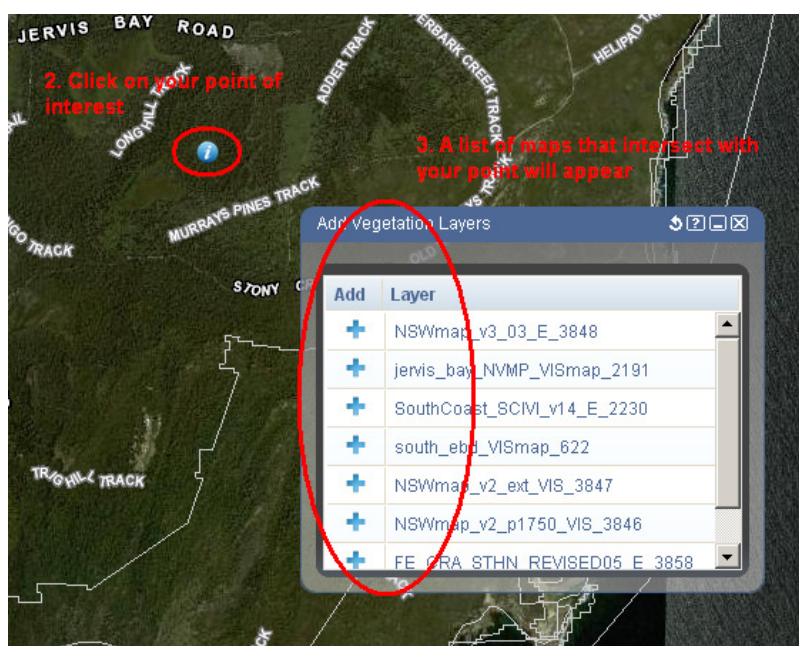 JERVIS BAY ROAD
2. Click on your point of
interest
LONG HILL TRACK
ADDER TRACK
CREEK TRACK
HELIPAD
3. A list of maps that intersect with
your point will appear
MURRAYS PINES TRACK
TRACK
STONY
Add Vegetation Layers
OLD
Add Layer
NSWmap_v3_03_E_3848
jervis_bay_NVMP_VISmap_2191
SouthCoast_SCIVI_v14_E_2230
south_ebd_VISmap_622
NSWmap_v2_ext_VIS_3847
NSWmap_v2_p1750_VIS_3846
FE_CRA_STHN_REVISED05_E_3858
TRIG HILL TRACK